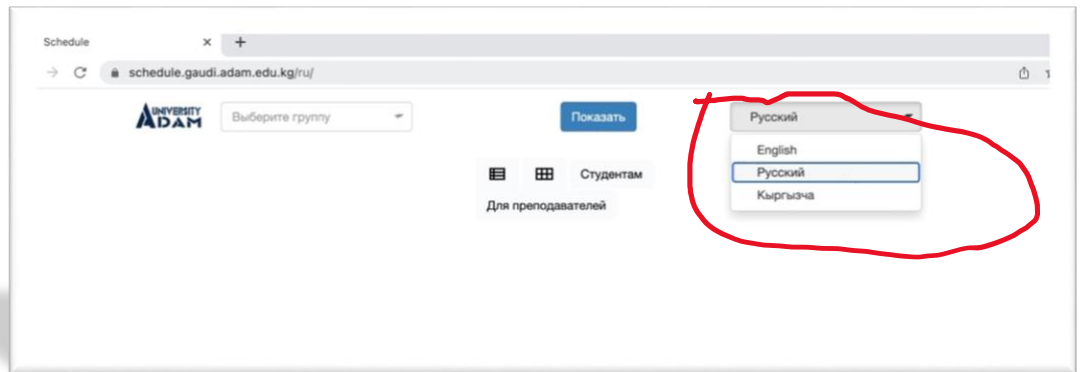 Schedule
schedule.gaudi.adam.edu.kg/ru/
UNIVERSITY
ADAM
Выберите группу
Показать
Русский
English
Русский
Кыргызча
Студентам
Для преподавателей